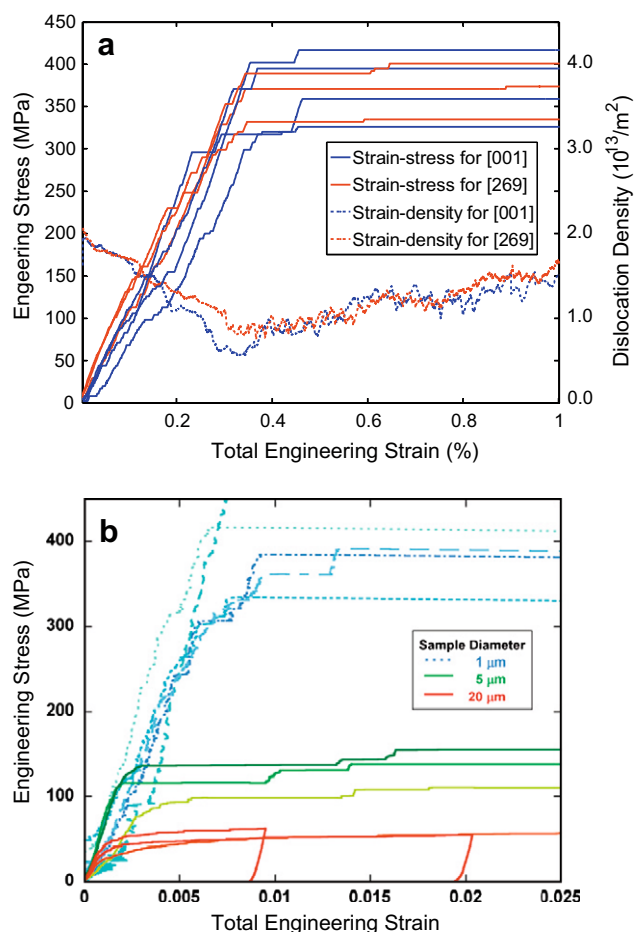 a
450
400
350
300
250
200
150
100
50
0
Engeering Stress (MPa)
4.0
3.0
2.0
1.0
0.0
Dislocation Density (10¹³/m²)
Strain-stress for [001]
Strain-stress for [269]
Strain-density for [001]
Strain-density for [269]
0.2 0.4 0.6 0.8 1
Total Engineering Strain (%)
b
400
300
200
100
0
Engineering Stress (MPa)
Sample Diameter
1 µm
5 µm
20 µm
0 0.005 0.01 0.015 0.02 0.025
Total Engineering Strain